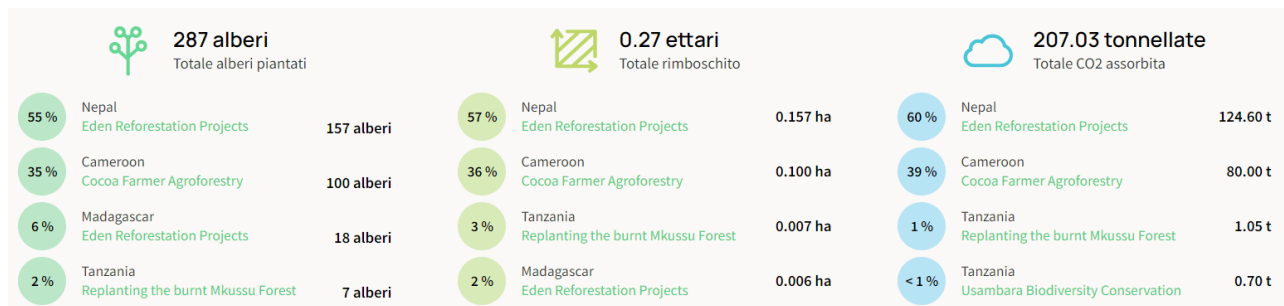 287 alberi
Totale alberi piantati
55 %
Nepal
Eden Reforestation Projects
157 alberi
35 %
Cameroon
Cocoa Farmer Agroforestry
100 alberi
6 %
Madagascar
Eden Reforestation Projects
18 alberi
2 %
Tanzania
Replanting the burnt Mkussu Forest
7 alberi
0.27 ettari
Totale rimboschito
57 %
Nepal
Eden Reforestation Projects
0.157 ha
36 %
Cameroon
Cocoa Farmer Agroforestry
0.100 ha
3 %
Tanzania
Replanting the burnt Mkussu Forest
0.007 ha
2 %
Madagascar
Eden Reforestation Projects
0.006 ha
207.03 tonnellate
Totale CO2 assorbita
60 %
Nepal
Eden Reforestation Projects
124.60 t
39 %
Cameroon
Cocoa Farmer Agroforestry
80.00 t
1 %
Tanzania
Replanting the burnt Mkussu Forest
1.05 t
< 1 %
Tanzania
Usambara Biodiversity Conservation
0.70 t